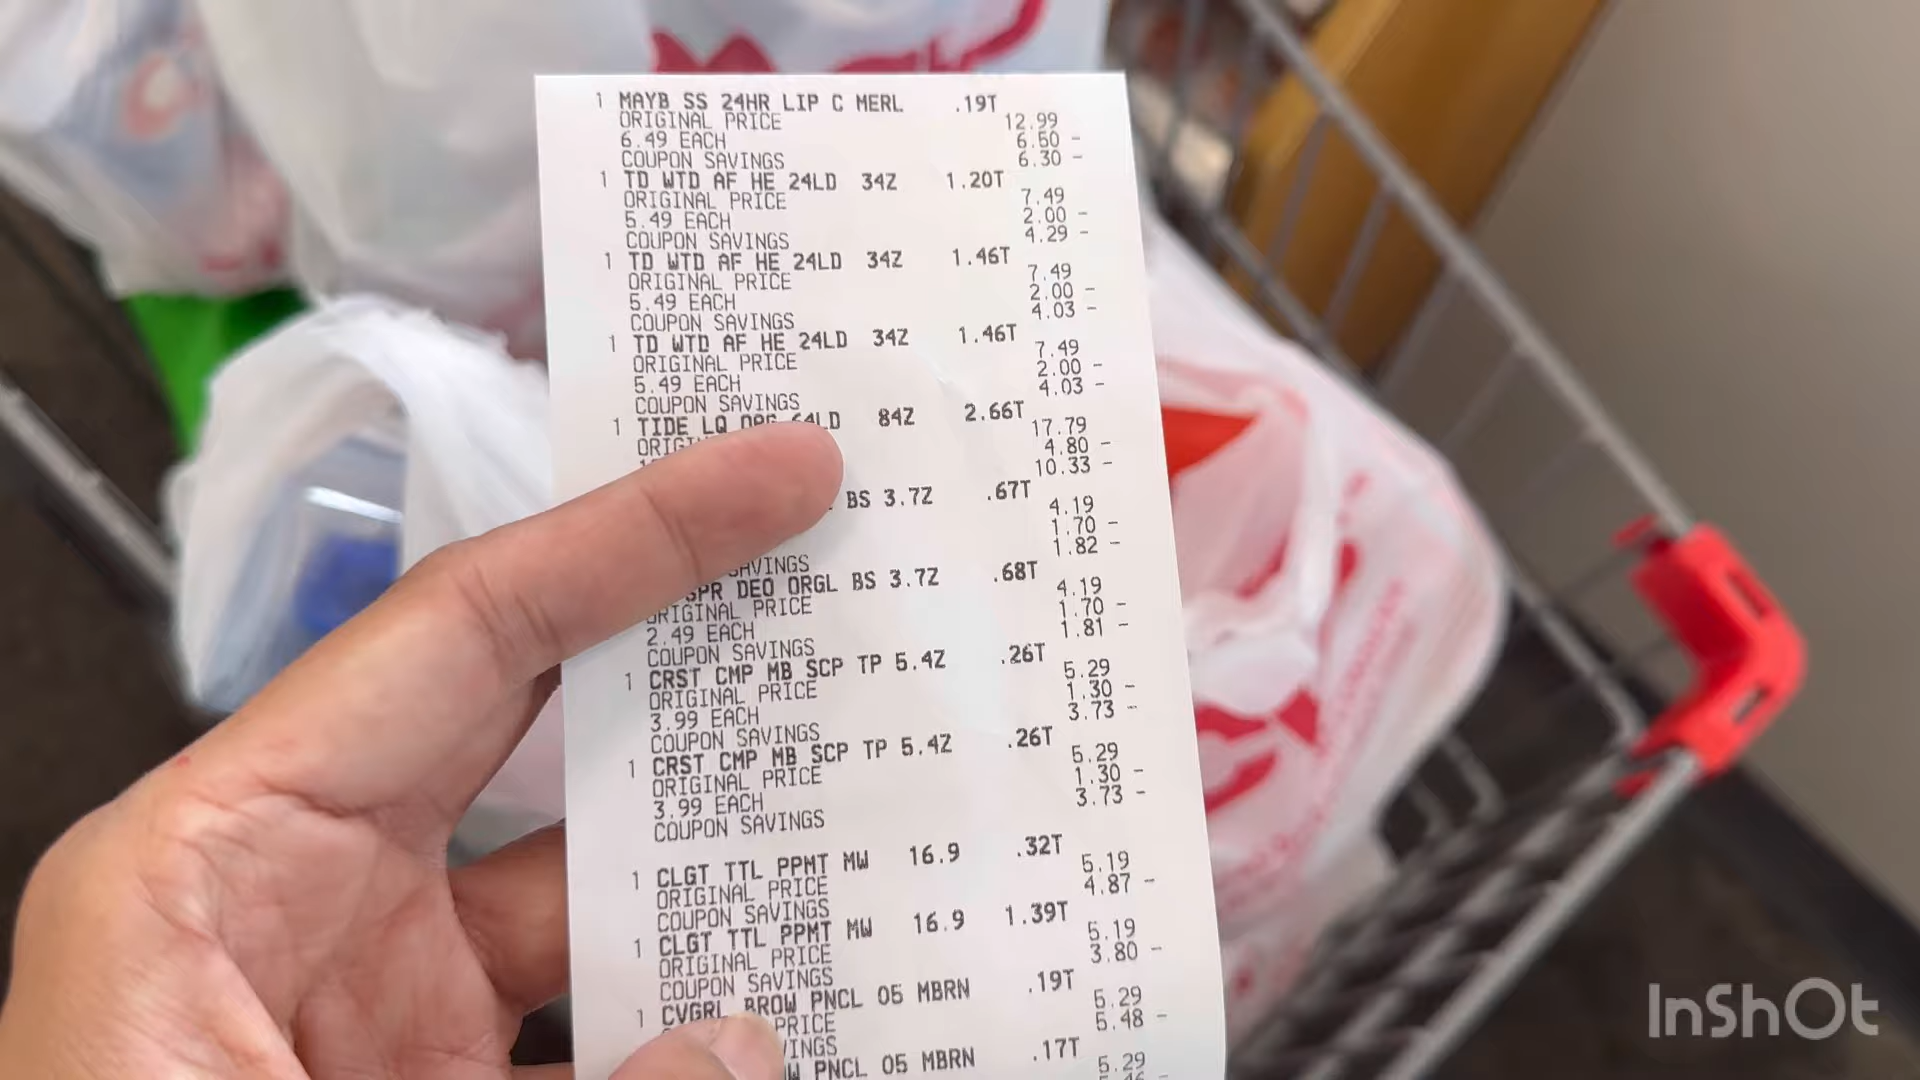 1 MAYB SS 24HR LIP C MERL .19T
ORIGINAL PRICE 12.99
6.49 EACH 6.50 -
COUPON SAVINGS 6.30 -
1 TD WTD AF HE 24LD 34Z 1.20T
ORIGINAL PRICE 7.49
5.49 EACH 2.00 -
COUPON SAVINGS 4.29 -
1 TD WTD AF HE 24LD 34Z 1.46T
ORIGINAL PRICE 7.49
5.49 EACH 2.00 -
COUPON SAVINGS 4.03 -
1 TD WTD AF HE 24LD 34Z 1.46T
ORIGINAL PRICE 7.49
5.49 EACH 2.00 -
COUPON SAVINGS 4.03 -
1 TIDE LQ 84Z 2.66T
17.79
4.80 -
10.33 -
BS 3.7Z .67T
4.19
1.70 -
SAVINGS 1.82 -
SPR DEO ORGL BS 3.7Z .68T
ORIGINAL PRICE 4.19
2.49 EACH 1.70 -
COUPON SAVINGS 1.81 -
1 CRST CMP MB SCP TP 5.4Z .26T
ORIGINAL PRICE 5.29
3.99 EACH 1.30 -
COUPON SAVINGS 3.73 -
1 CRST CMP MB SCP TP 5.4Z .26T
ORIGINAL PRICE 5.29
3.99 EACH 1.30 -
COUPON SAVINGS 3.73 -
1 CLGT TTL PPMT MW 16.9 .32T
ORIGINAL PRICE 5.19
COUPON SAVINGS 4.87 -
1 CLGT TTL PPMT MW 16.9 1.39T
ORIGINAL PRICE 5.19
COUPON SAVINGS 3.80 -
1 CVGRL BROW PNCL 05 MBRN .19T
PRICE 5.29
5.48 -
PNCL 05 MBRN .17T
5.29
InShOt